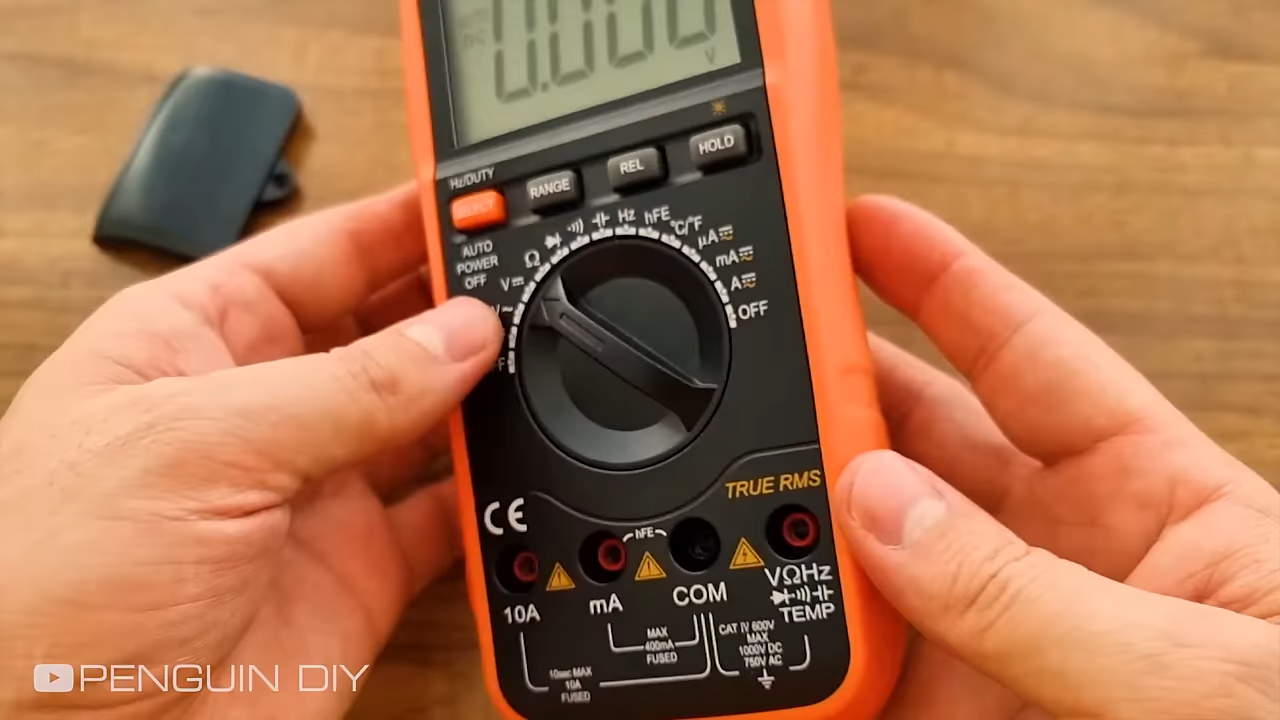 0.000
V
Hz/DUTY
SELECT
RANGE
REL
HOLD
AUTO
POWER
OFF
V
V
Ω
Hz
hFE
°C/°F
µA
mA
A
OFF
TRUE RMS
CE
hFE
10A
mA
COM
VΩHz
TEMP
MAX
400mA
FUSED
10sec MAX
10A
FUSED
CAT IV 600V
MAX
1000V DC
750V AC
PENGUIN DIY